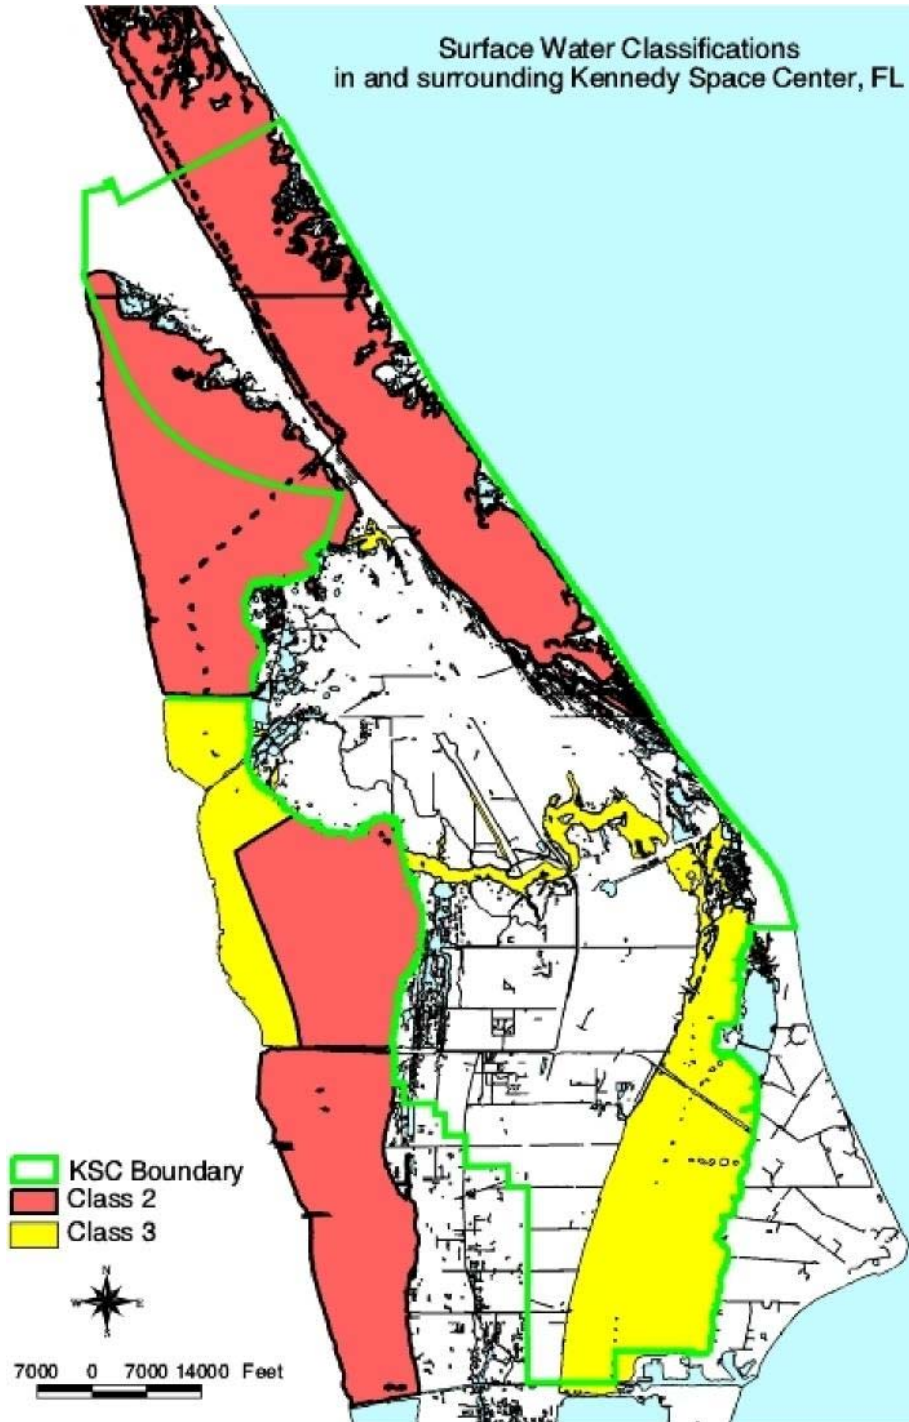 Surface Water Classifications
in and surrounding Kennedy Space Center, FL
KSC Boundary
Class 2
Class 3
N
W E
S
7000 0 7000 14000 Feet